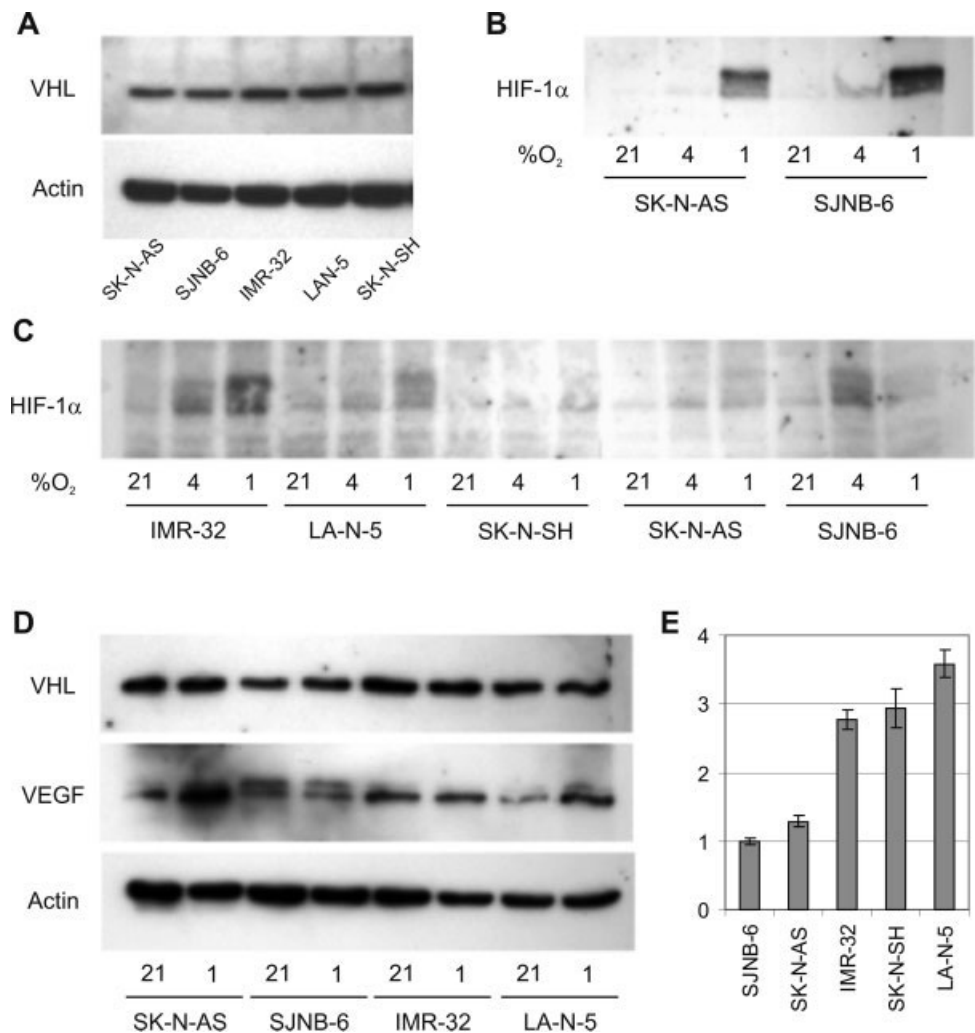 A
VHL
Actin
SK-N-AS SJNB-6 IMR-32 LAN-5 SK-N-SH
B
HIF-1α
%O₂ 21 4 1 21 4 1
SK-N-AS SJNB-6
C
HIF-1α
%O₂ 21 4 1 21 4 1 21 4 1 21 4 1 21 4 1
IMR-32 LA-N-5 SK-N-SH SK-N-AS SJNB-6
D
VHL
VEGF
Actin
21 1 21 1 21 1 21 1
SK-N-AS SJNB-6 IMR-32 LA-N-5
E
4
3
2
1
0
SJNB-6 SK-N-AS IMR-32 SK-N-SH LA-N-5